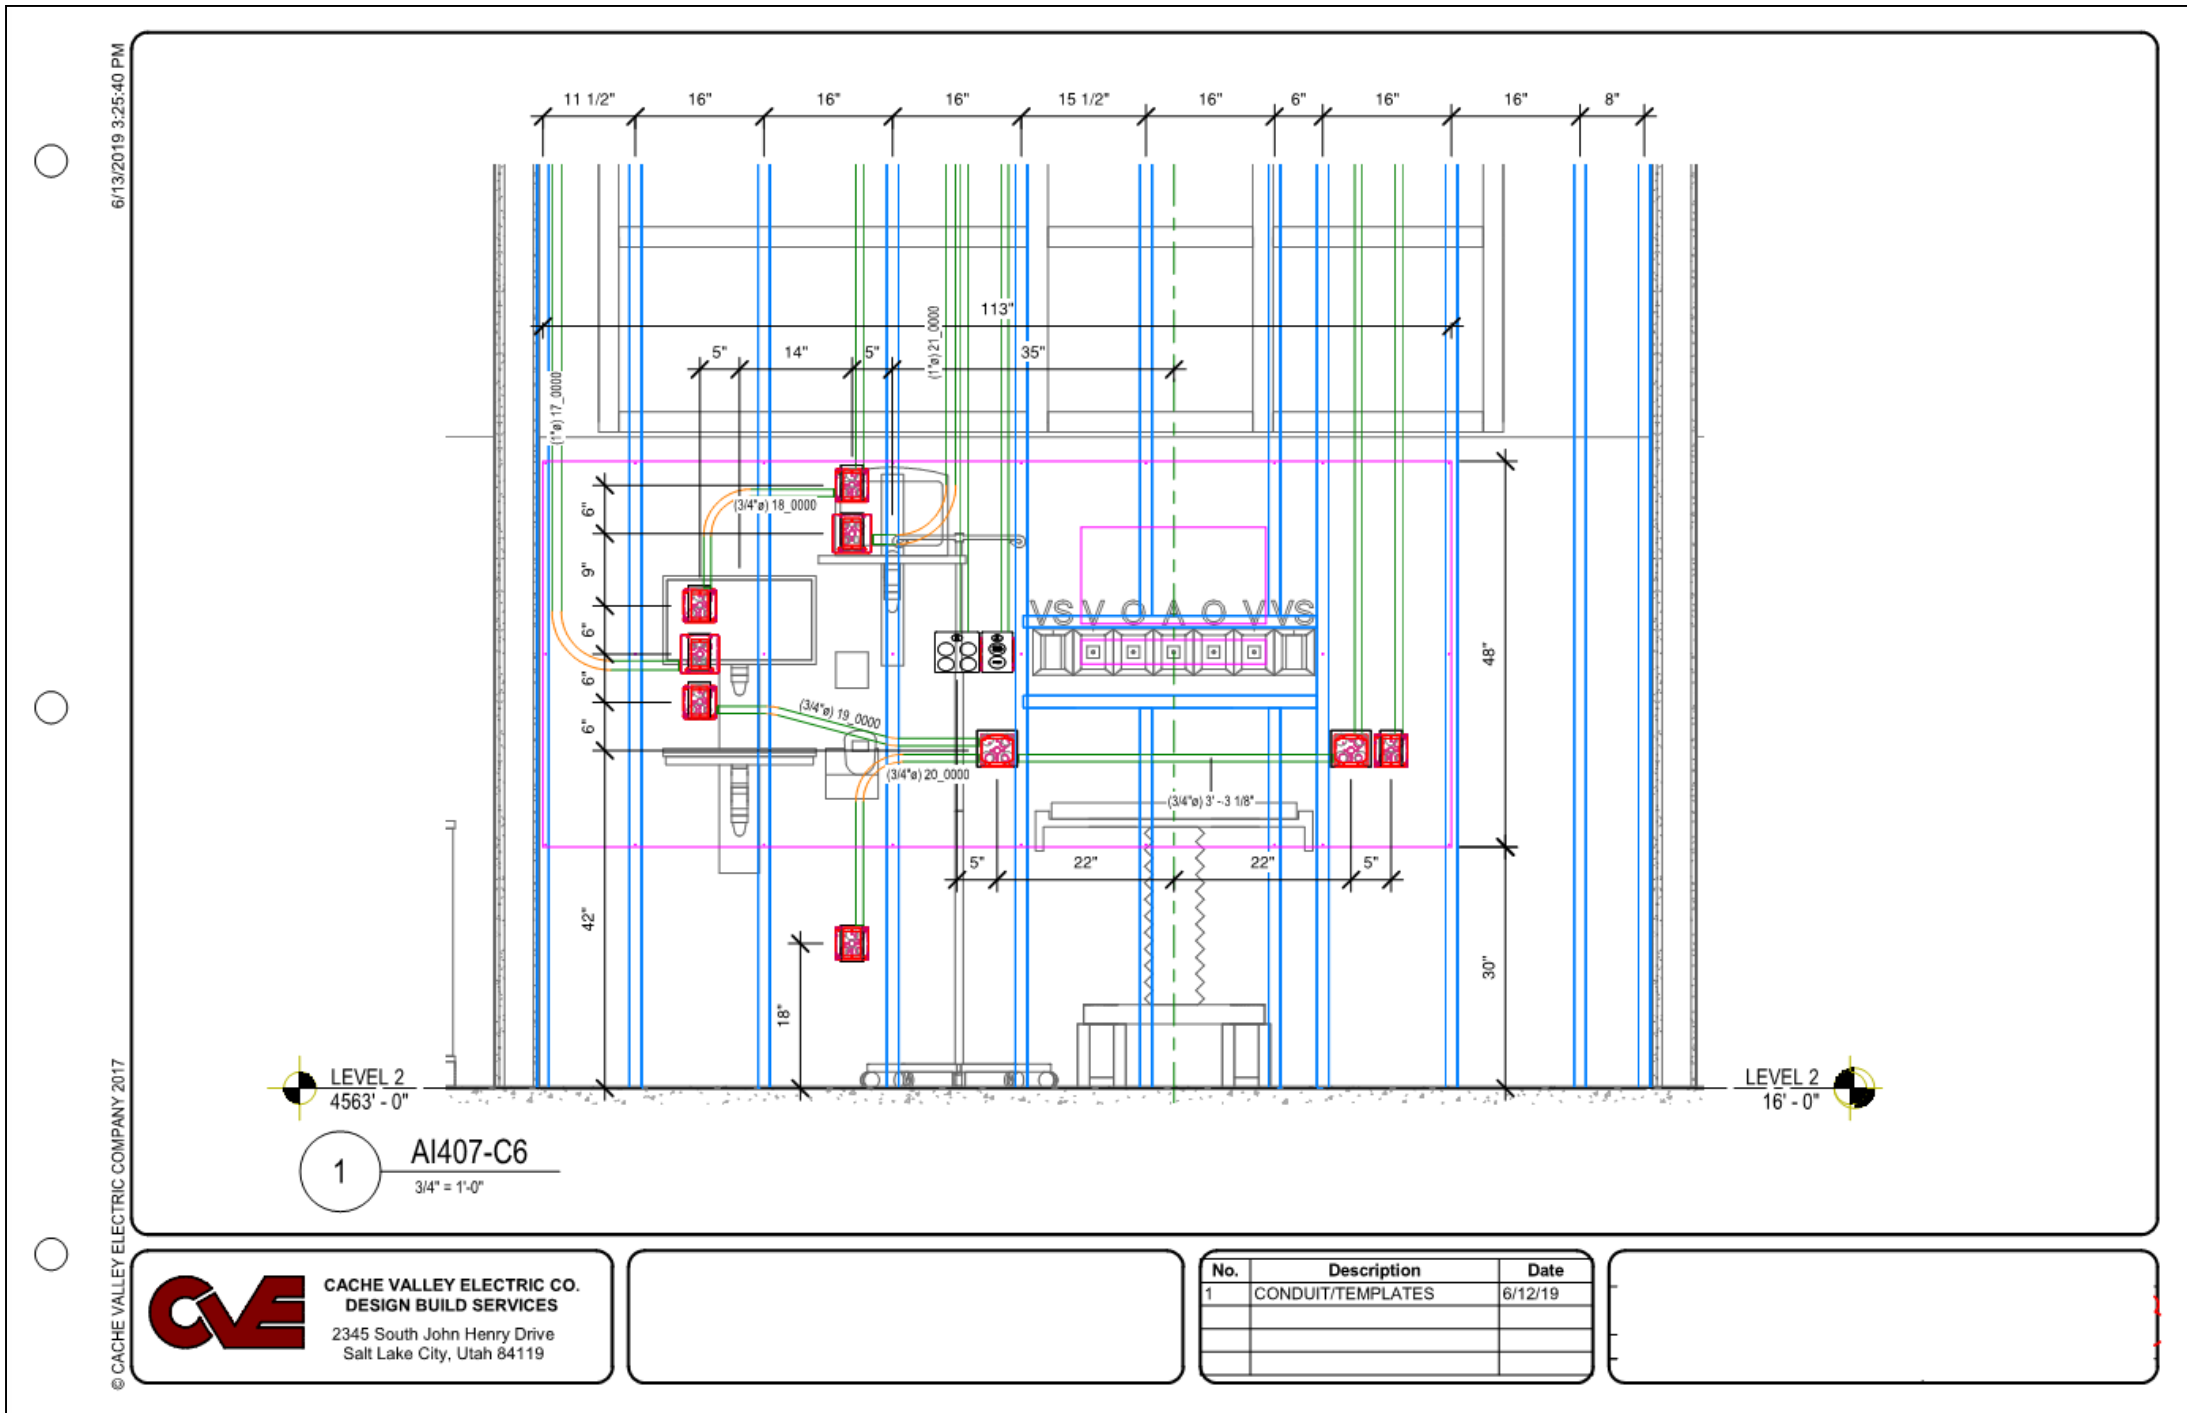 6/13/2019 3:25:40 PM
11 1/2"
16"
16"
16"
15 1/2"
16"
6"
16"
16"
8"
113"
5"
14"
5"
35"
(1"ø) 21_0000
(1"ø) 17_0000
6"
9"
6"
6"
6"
42"
18"
(3/4"ø) 18_0000
(3/4"ø) 19_0000
(3/4"ø) 20_0000
(3/4"ø) 3' - 3 1/8"
VS V O A O V VS
48"
30"
5"
22"
22"
5"
LEVEL 2
4563' - 0"
LEVEL 2
16' - 0"
1
AI407-C6
3/4" = 1'-0"
© CACHE VALLEY ELECTRIC COMPANY 2017
CVE
CACHE VALLEY ELECTRIC CO.
DESIGN BUILD SERVICES
2345 South John Henry Drive
Salt Lake City, Utah 84119
No. Description Date
1 CONDUIT/TEMPLATES 6/12/19